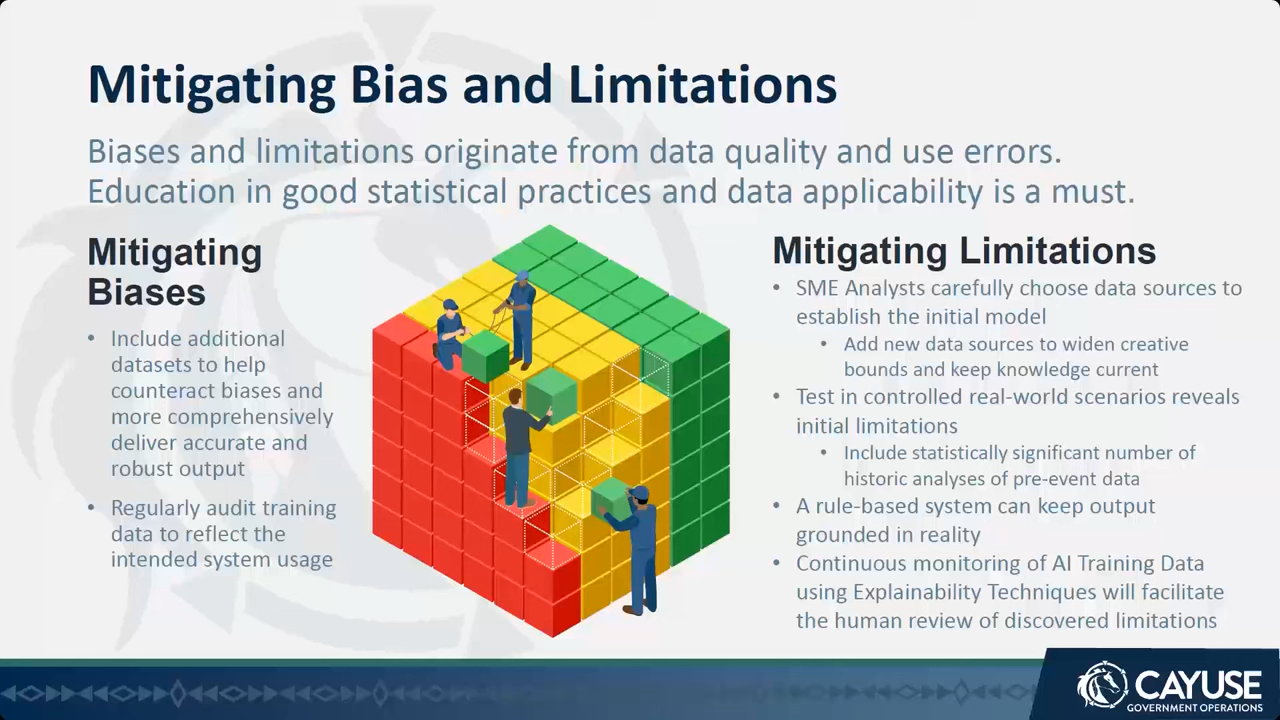 Mitigating Bias and Limitations
Biases and limitations originate from data quality and use errors.
Education in good statistical practices and data applicability is a must.
Mitigating
Biases
• Include additional
datasets to help
counteract biases and
more comprehensively
deliver accurate and
robust output
• Regularly audit training
data to reflect the
intended system usage
Mitigating Limitations
• SME Analysts carefully choose data sources to
establish the initial model
• Add new data sources to widen creative
bounds and keep knowledge current
• Test in controlled real-world scenarios reveals
initial limitations
• Include statistically significant number of
historic analyses of pre-event data
• A rule-based system can keep output
grounded in reality
• Continuous monitoring of AI Training Data
using Explainability Techniques will facilitate
the human review of discovered limitations
CAYUSE
GOVERNMENT OPERATIONS